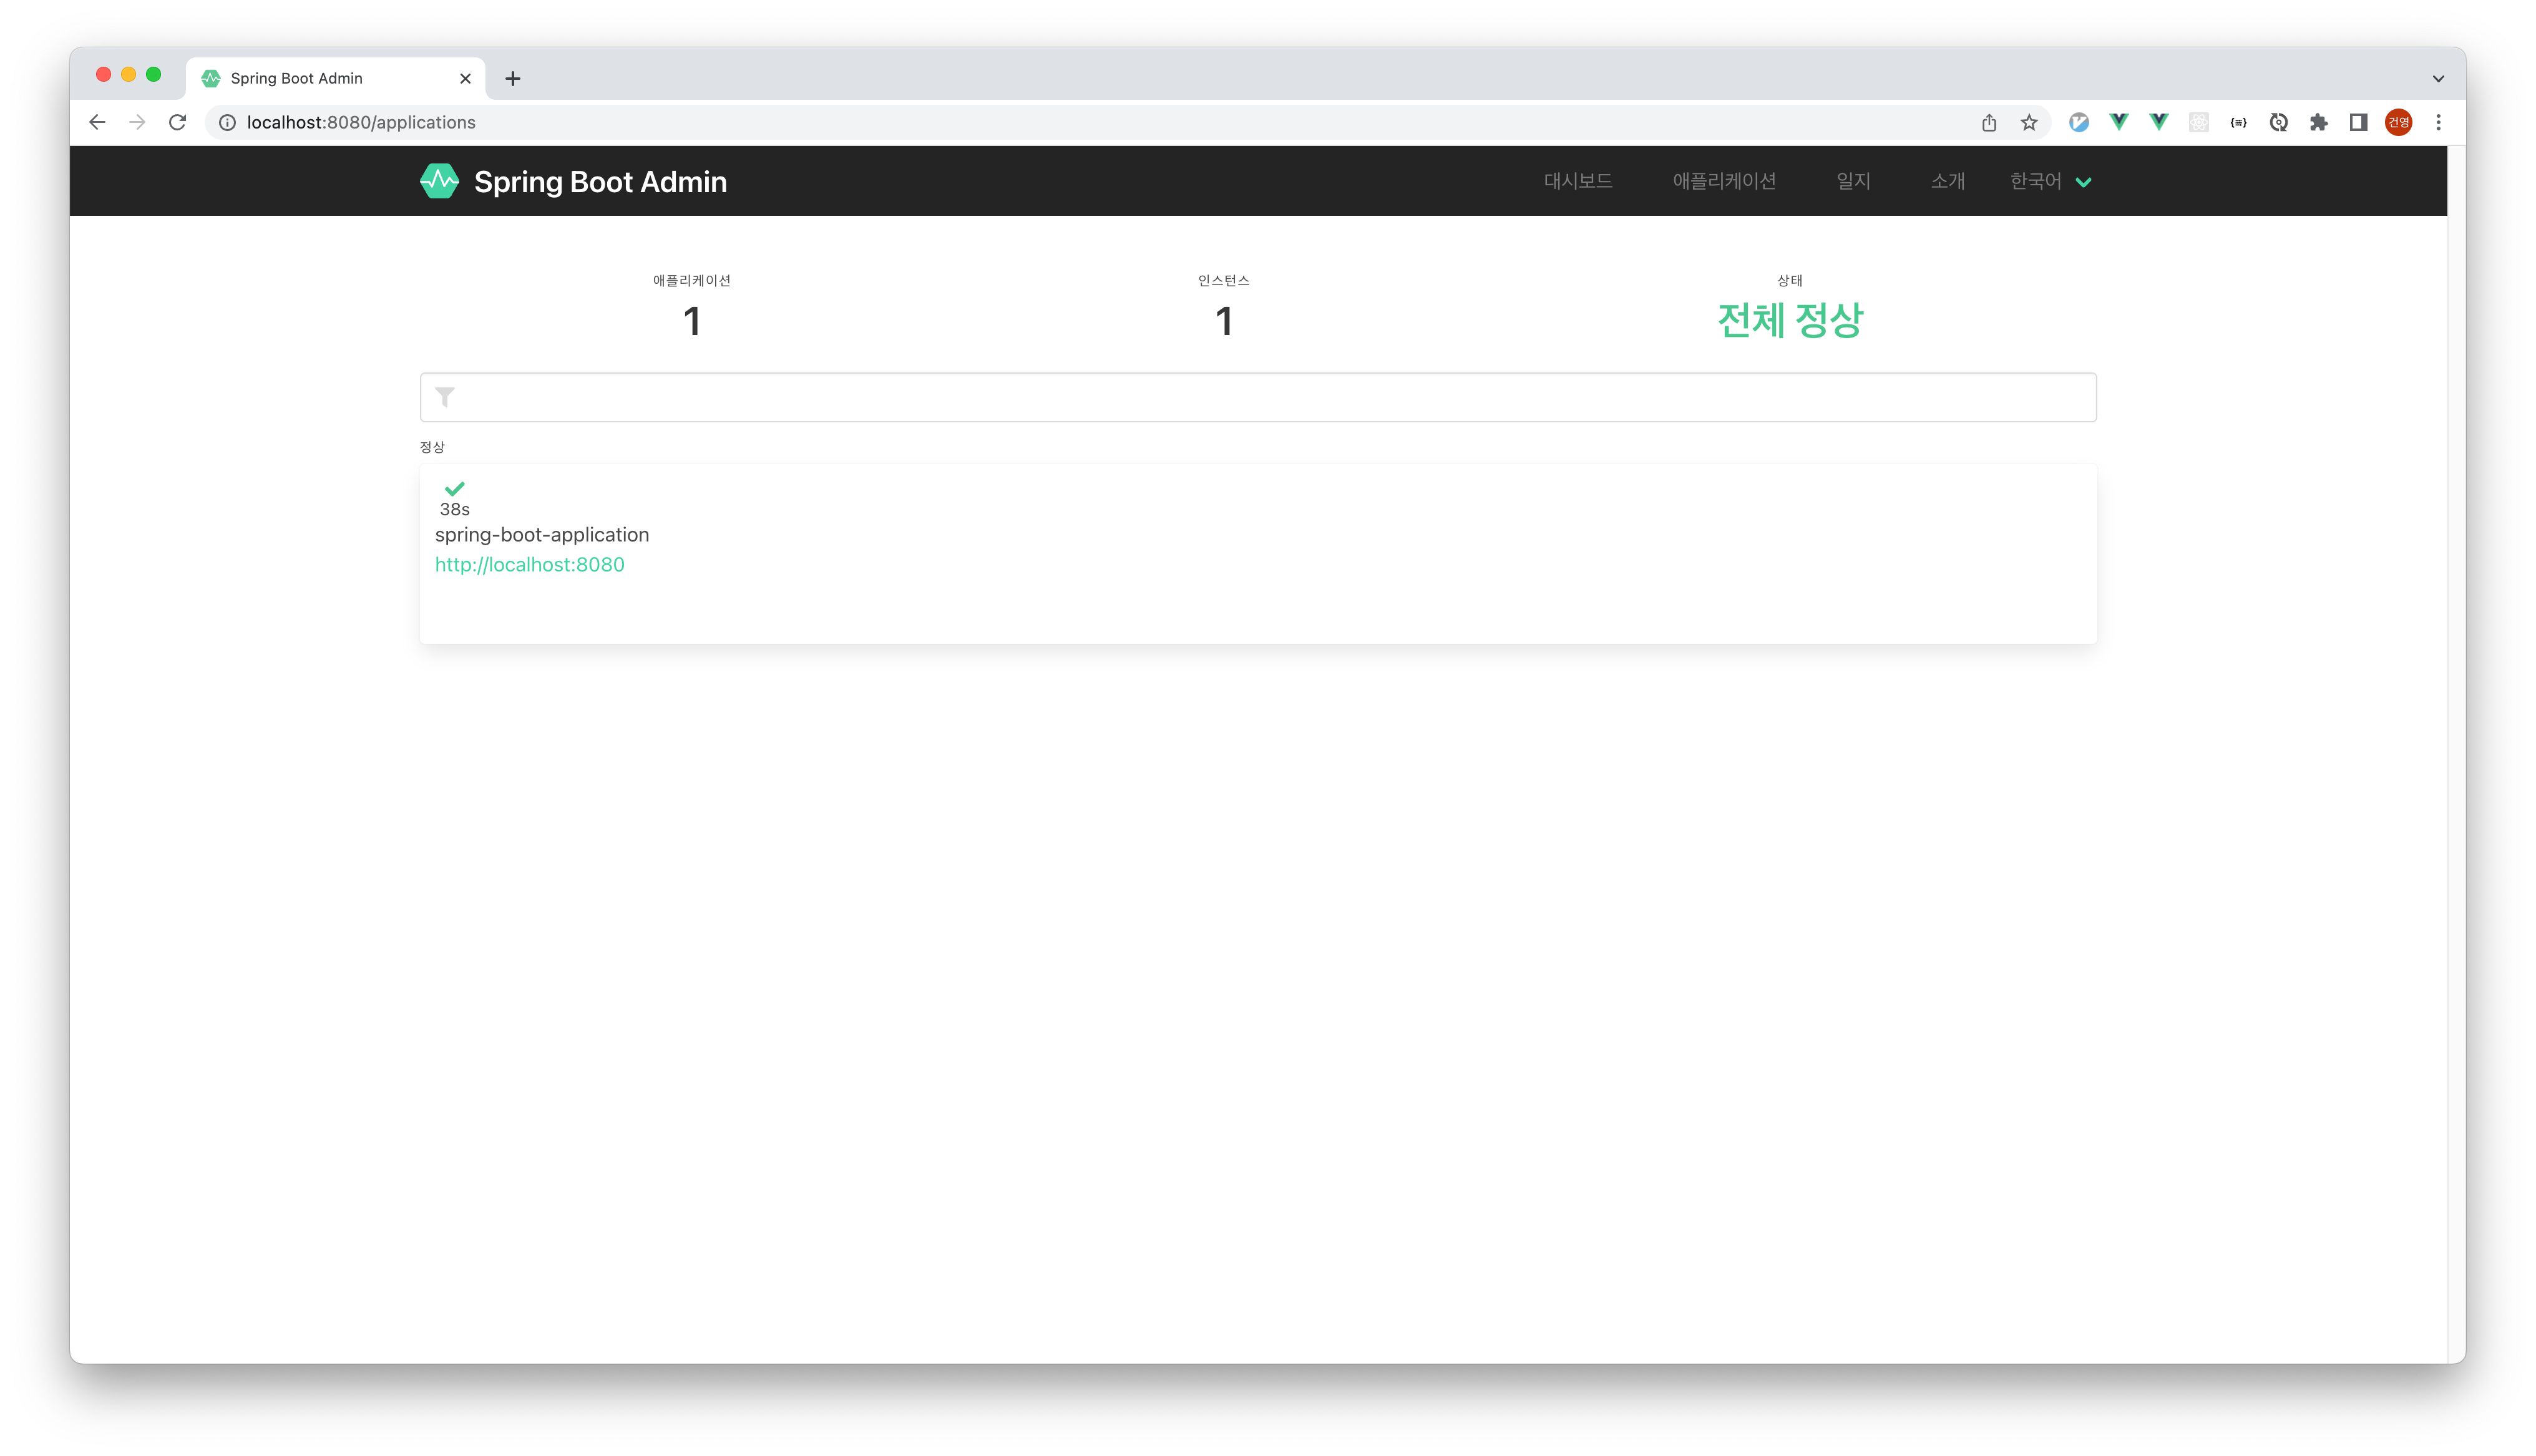 Spring Boot Admin
localhost:8080/applications
건영
Spring Boot Admin
대시보드 애플리케이션 일지 소개 한국어
애플리케이션
1
인스턴스
1
상태
전체 정상
정상
38s
spring-boot-application
http://localhost:8080